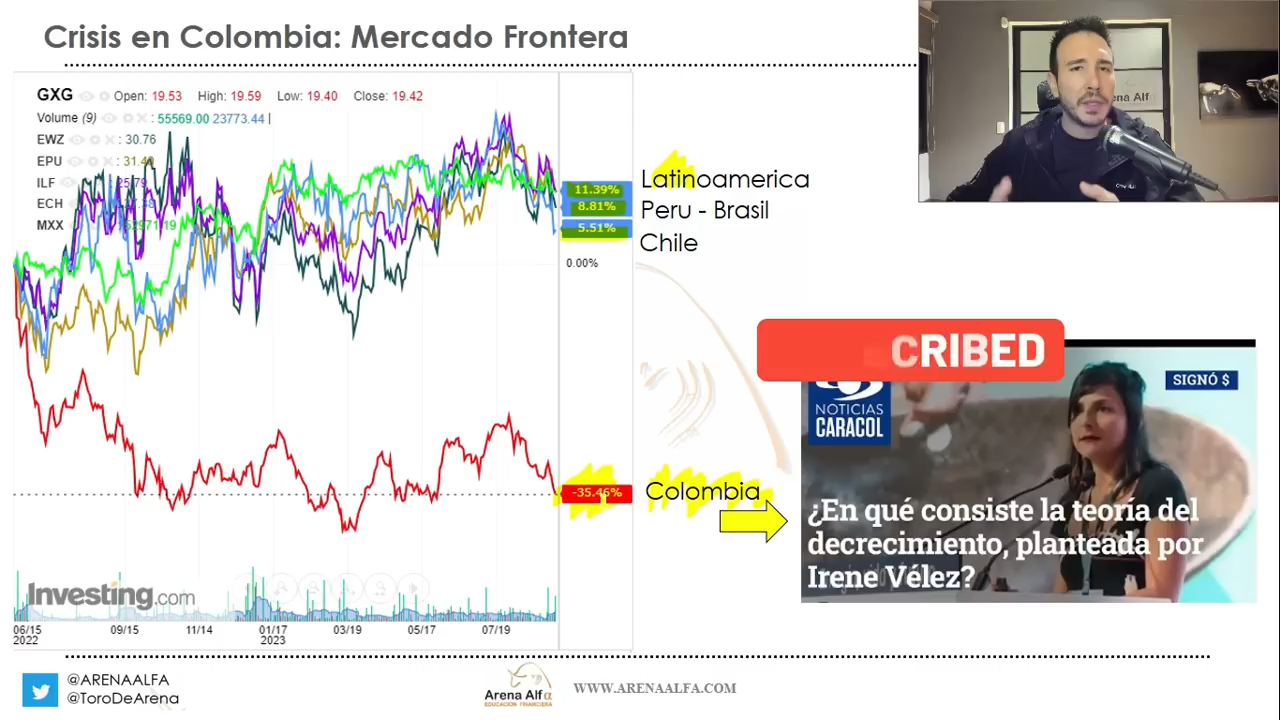 Crisis en Colombia: Mercado Frontera
GXG Open: 19.53 High: 19.59 Low: 19.40 Close: 19.42
Volume (9) : 55569.00 23773.44
EWZ : 30.76
EPU
ILF
ECH
MXX
11.39%
8.81%
5.51%
0.00%
-35.46%
Latinoamerica
Peru - Brasil
Chile
Colombia
Investing.com
06/15 09/15 11/14 01/17 03/19 05/17 07/19
2022 2023
CRIBED
SIGNÓ $
NOTICIAS
CARACOL
¿En qué consiste la teoría del
decrecimiento, planteada por
Irene Vélez?
@ARENAALFA
@ToroDeArena
Arena Alfα
EDUCACIÓN FINANCIERA
WWW.ARENAALFA.COM